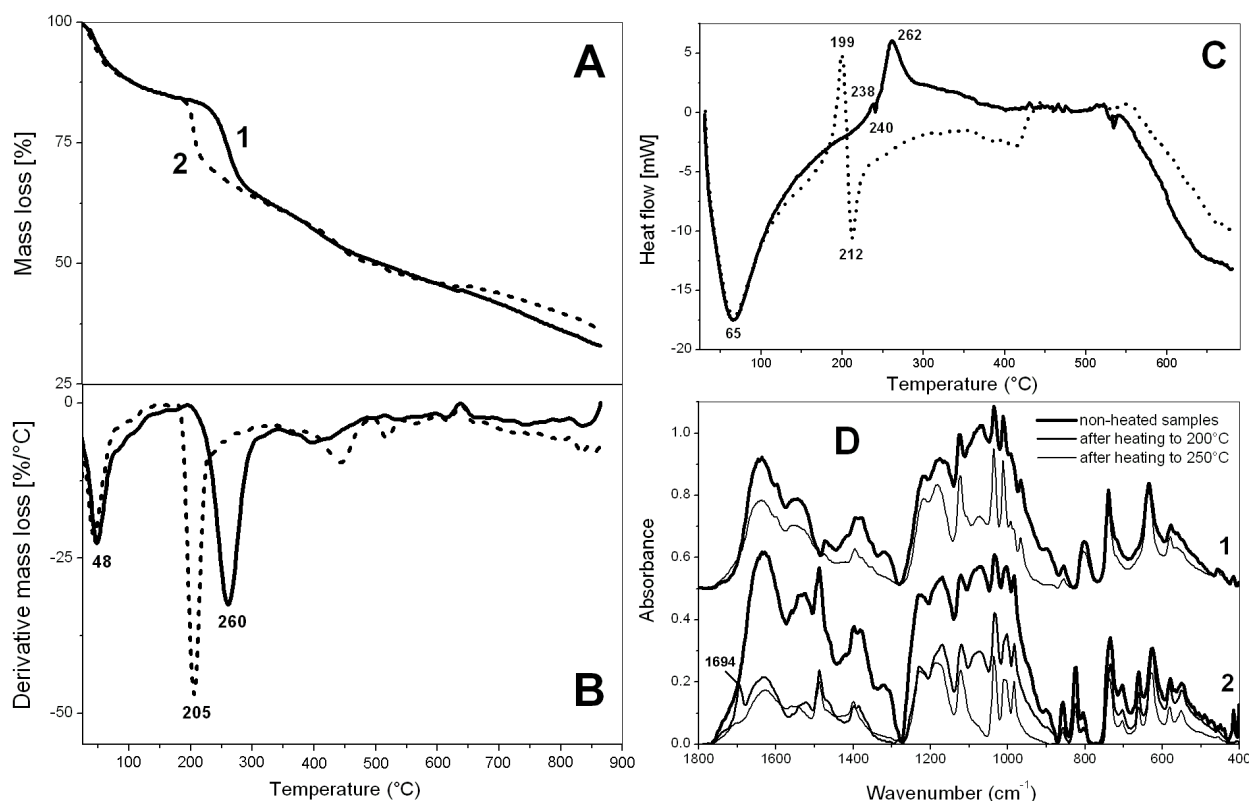 A
100
75
50
25
Mass loss [%]
1
2
B
0
-25
-50
Derivative mass loss [%/°C]
48
205
260
100 200 300 400 500 600 700 800 900
Temperature (°C)
C
5
0
-5
-10
-15
-20
Heat flow [mW]
199
262
238
240
212
65
100 200 300 400 500 600
Temperature (°C)
D
non-heated samples
after heating to 200°C
after heating to 250°C
1.0
0.8
0.6
0.4
0.2
0.0
Absorbance
1
1694
2
1800 1600 1400 1200 1000 800 600 400
Wavenumber (cm⁻¹)